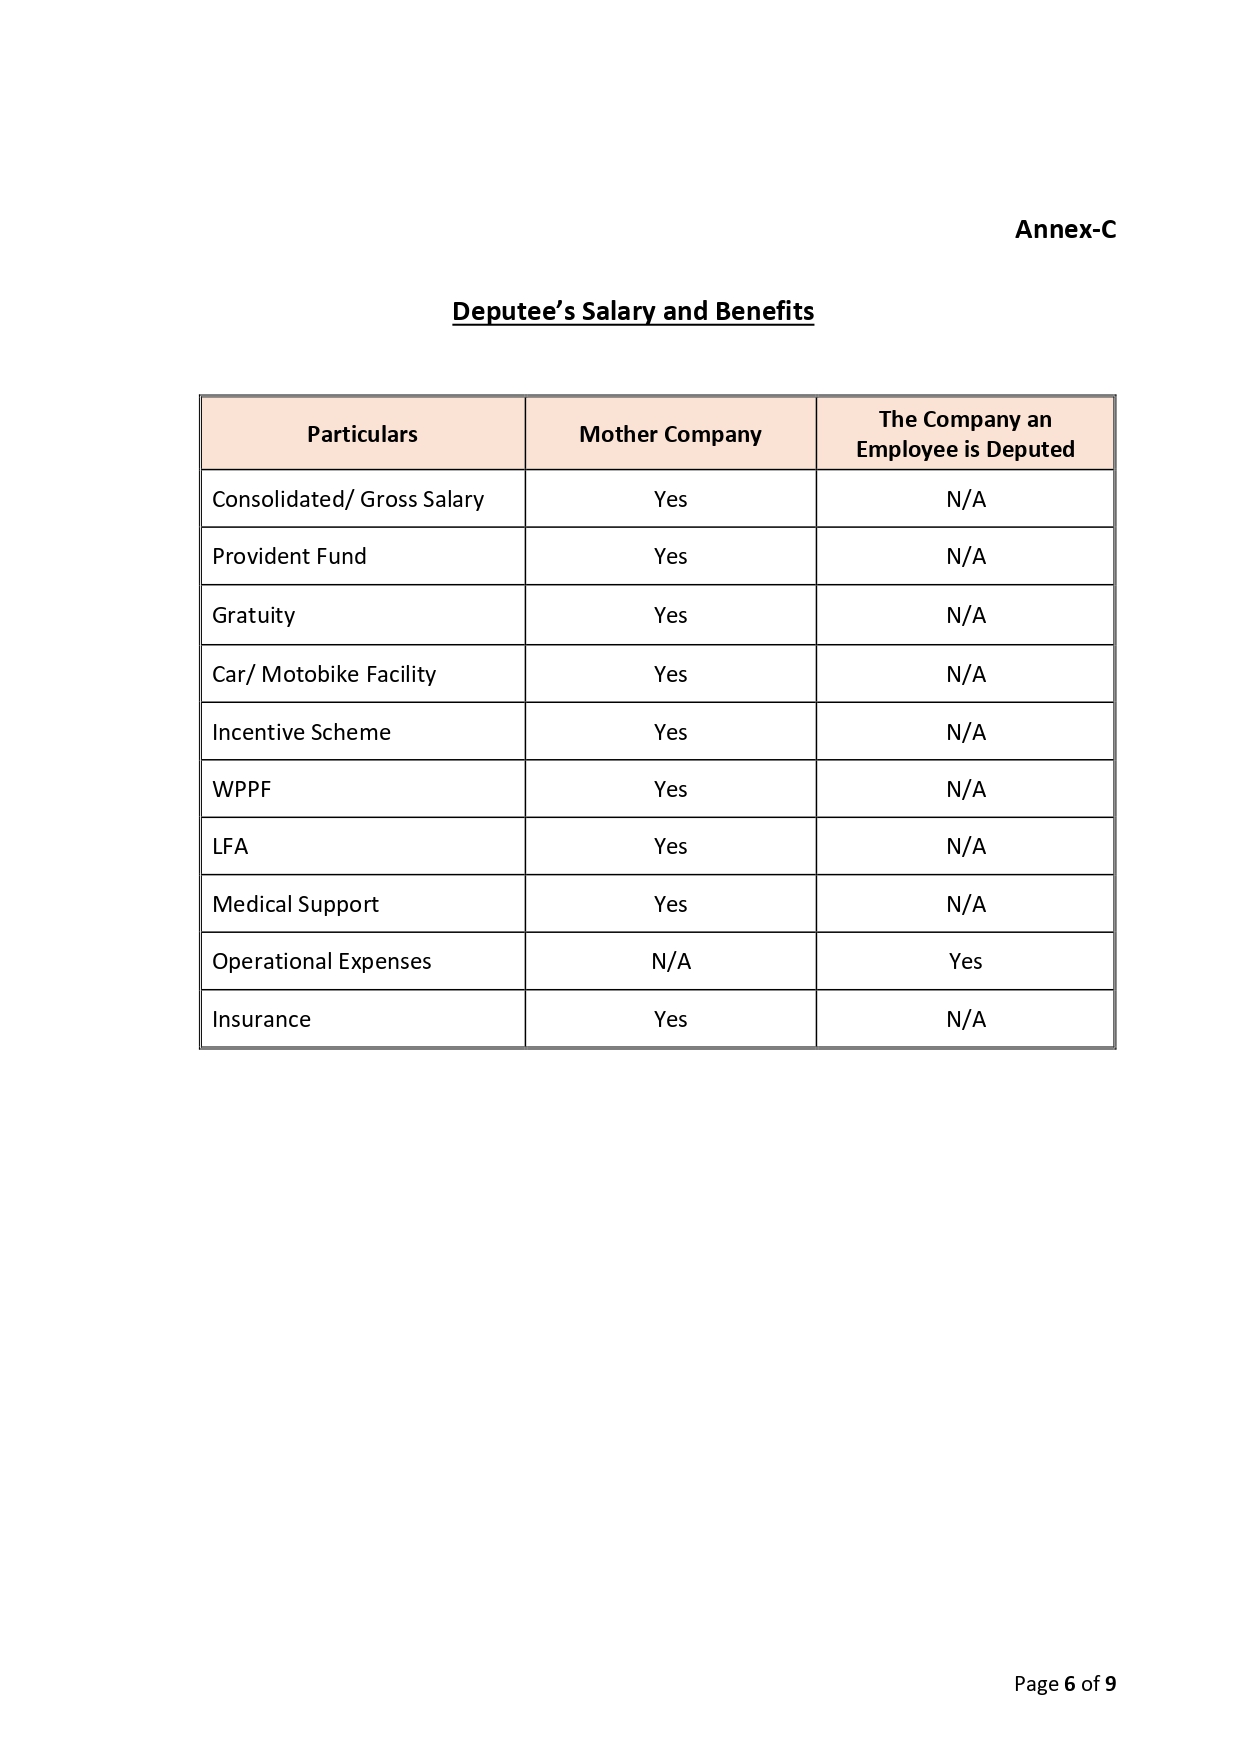 Annex-C
Deputee’s Salary and Benefits
Particulars Mother Company The Company an
Employee is Deputed
Consolidated/ Gross Salary Yes N/A
Provident Fund Yes N/A
Gratuity Yes N/A
Car/ Motobike Facility Yes N/A
Incentive Scheme Yes N/A
WPPF Yes N/A
LFA Yes N/A
Medical Support Yes N/A
Operational Expenses N/A Yes
Insurance Yes N/A
Page 6 of 9